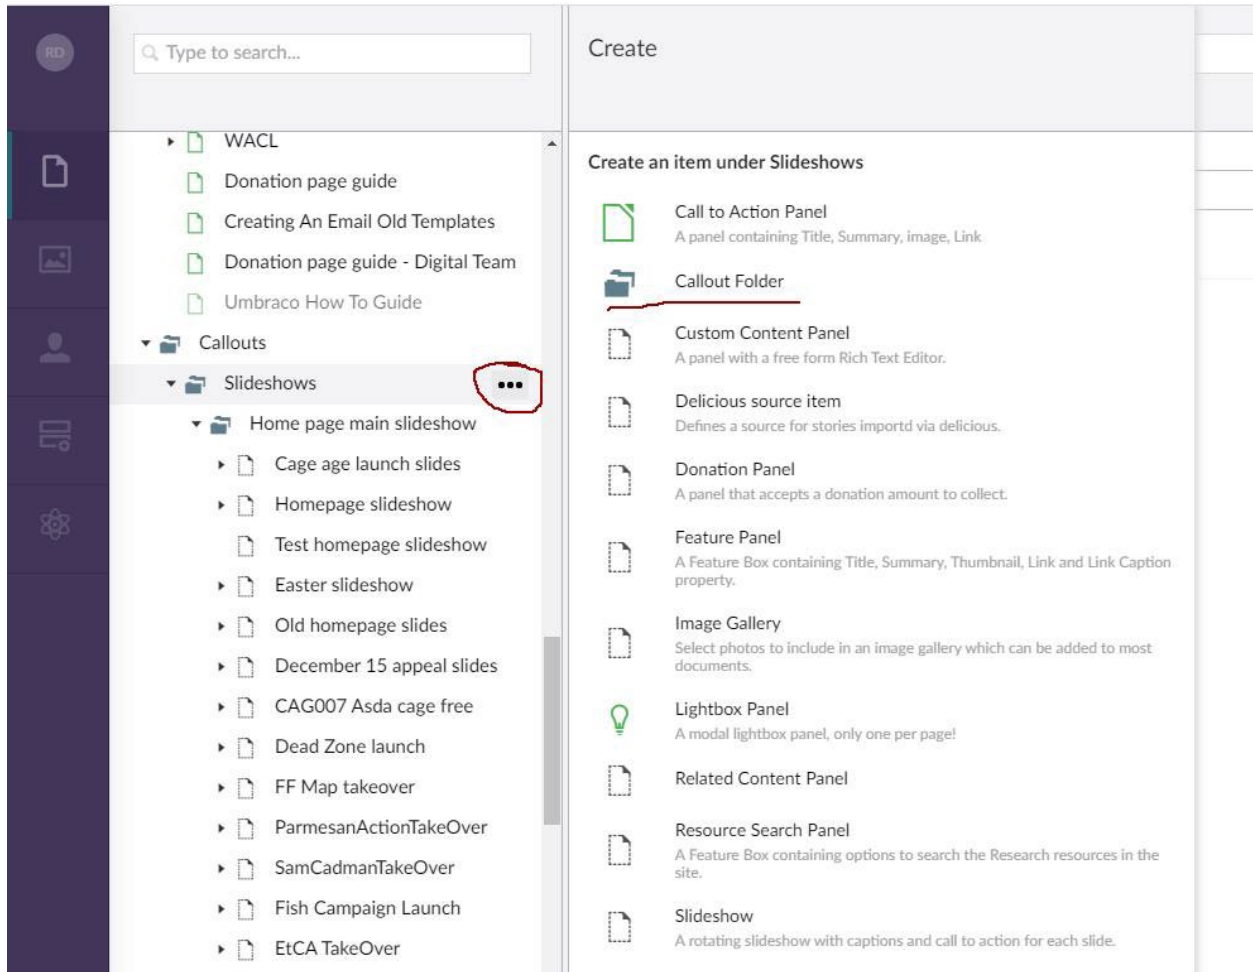 RD
Type to search...
WACL
Donation page guide
Creating An Email Old Templates
Donation page guide - Digital Team
Umbraco How To Guide
Callouts
Slideshows
Home page main slideshow
Cage age launch slides
Homepage slideshow
Test homepage slideshow
Easter slideshow
Old homepage slides
December 15 appeal slides
CAG007 Asda cage free
Dead Zone launch
FF Map takeover
ParmesanActionTakeOver
SamCadmanTakeOver
Fish Campaign Launch
EtCA TakeOver
Create
Create an item under Slideshows
Call to Action Panel
A panel containing Title, Summary, image, Link
Callout Folder
Custom Content Panel
A panel with a free form Rich Text Editor.
Delicious source item
Defines a source for stories importd via delicious.
Donation Panel
A panel that accepts a donation amount to collect.
Feature Panel
A Feature Box containing Title, Summary, Thumbnail, Link and Link Caption
property.
Image Gallery
Select photos to include in an image gallery which can be added to most
documents.
Lightbox Panel
A modal lightbox panel, only one per page!
Related Content Panel
Resource Search Panel
A Feature Box containing options to search the Research resources in the
site.
Slideshow
A rotating slideshow with captions and call to action for each slide.